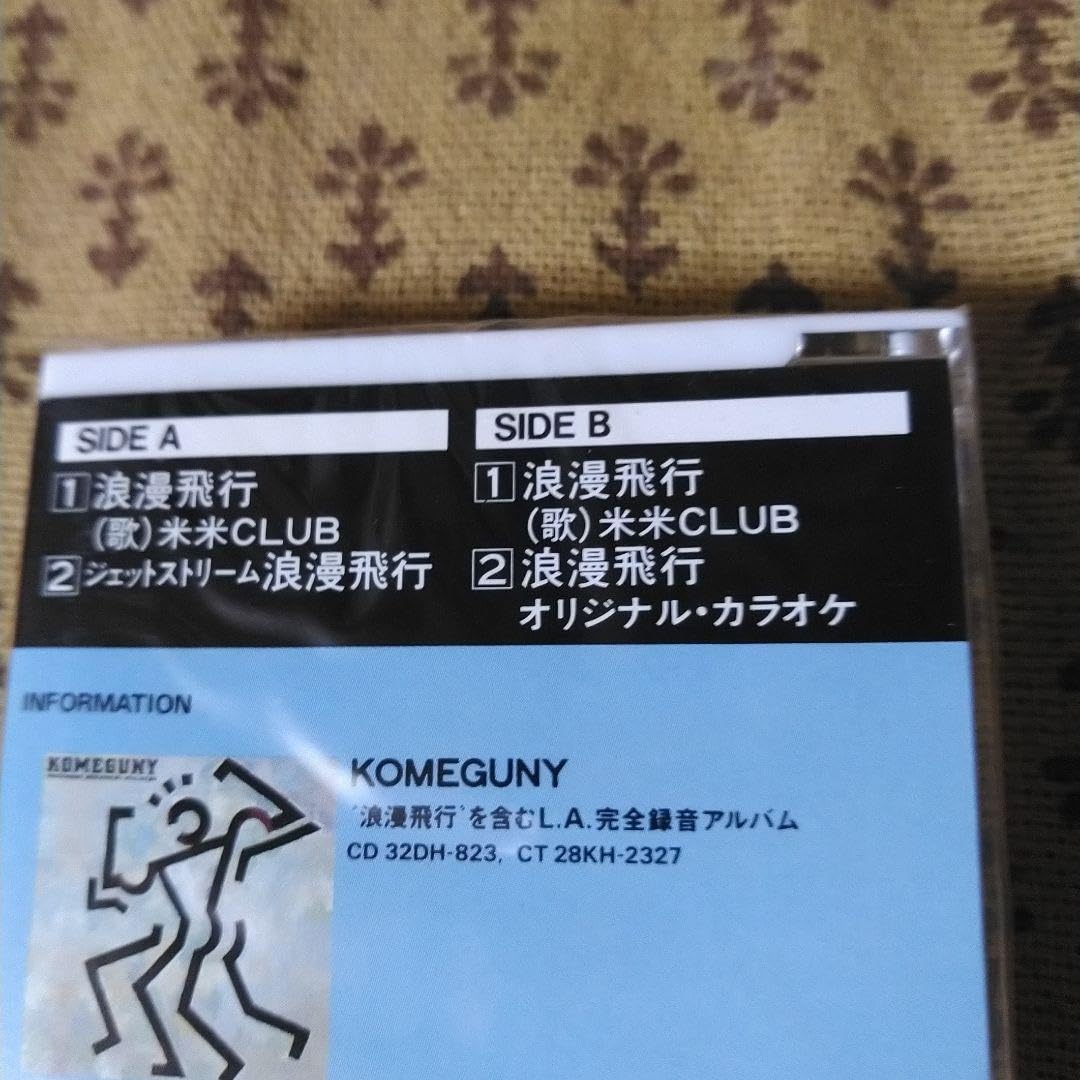 SIDE A
1 浪漫飛行
(歌)米米CLUB
2 ジェットストリーム浪漫飛行
SIDE B
1 浪漫飛行
(歌)米米CLUB
2 浪漫飛行
オリジナル・カラオケ
INFORMATION
KOMEGUNY
KOMEGUNY
'浪漫飛行'を含むL.A.完全録音アルバム
CD 32DH-823, CT 28KH-2327